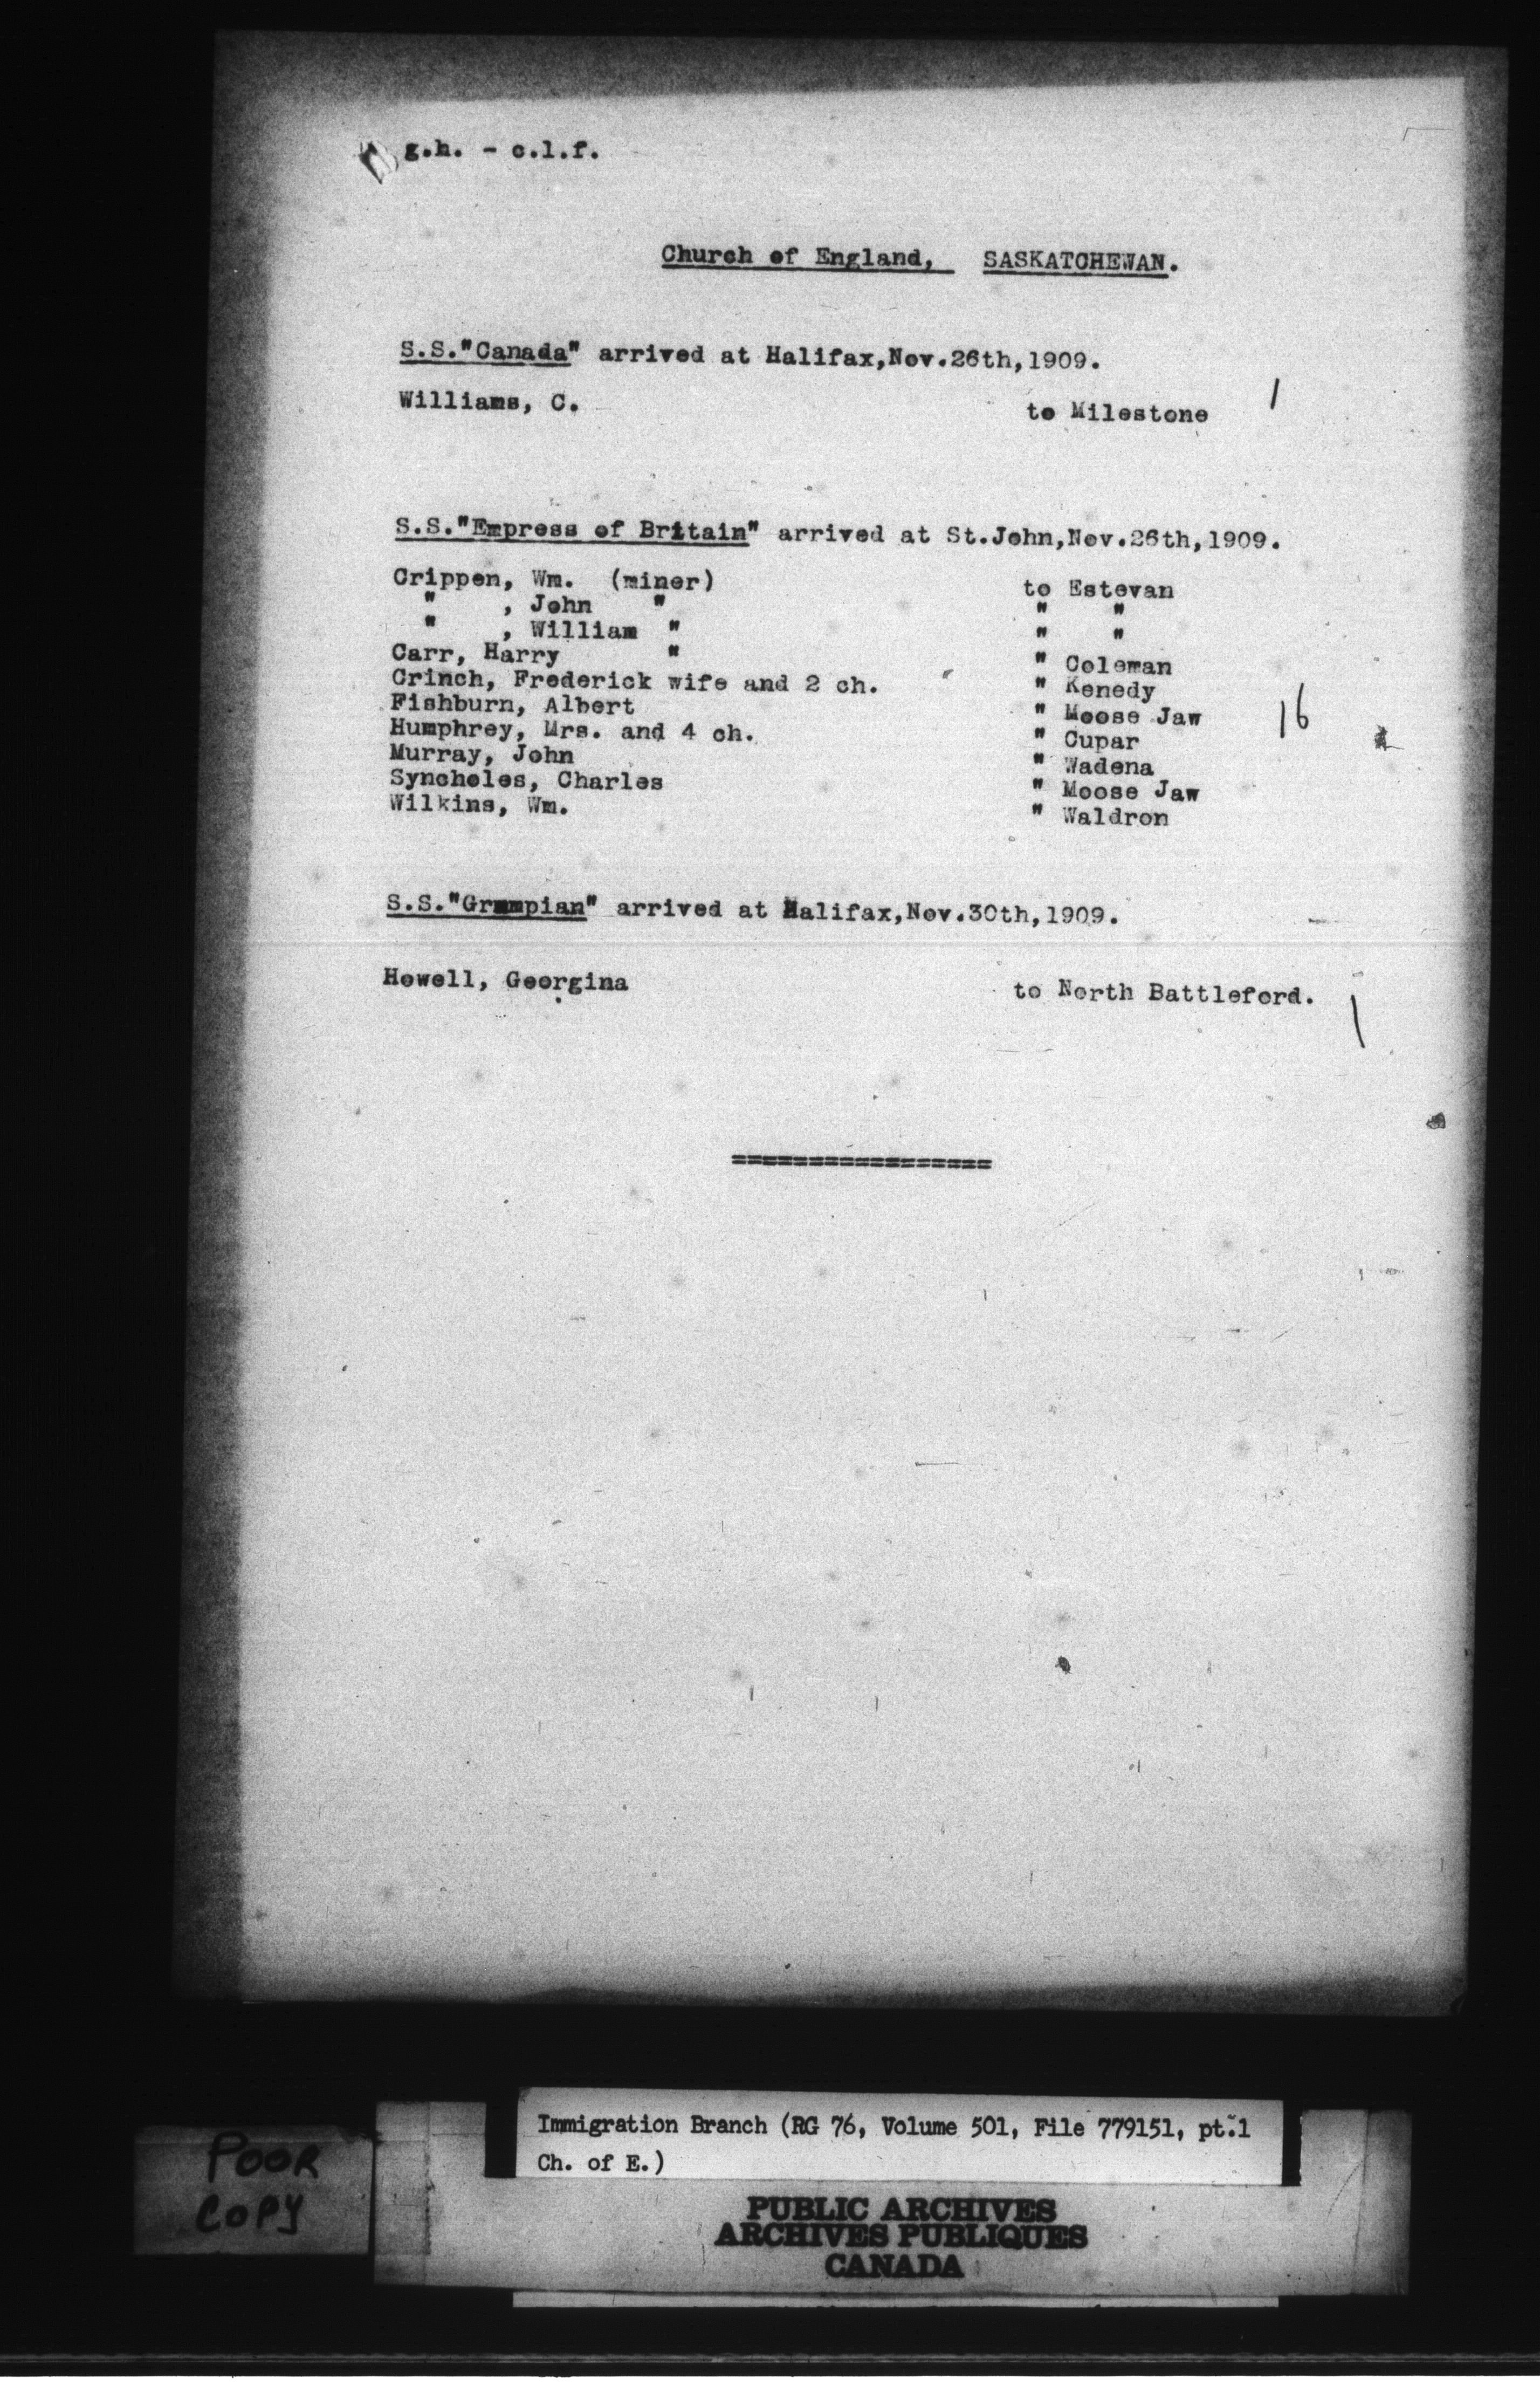 g.h. - c.l.f.
Church of England, SASKATCHEWAN.
S.S."Canada" arrived at Halifax,Nov.26th,1909.
Williams, C. to Milestone 1
S.S."Empress of Britain" arrived at St.John,Nov.26th,1909.
Crippen, Wm. (miner) to Estevan
" , John " " "
" , William " " "
Carr, Harry " " Coleman
Crinch, Frederick wife and 2 ch. " Kenedy
Fishburn, Albert " Moose Jaw 16
Humphrey, Mrs. and 4 ch. " Cupar
Murray, John " Wadena
Syncheles, Charles " Moose Jaw
Wilkins, Wm. " Waldron
S.S."Grampian" arrived at Halifax,Nov.30th,1909.
Howell, Georgina to North Battleford. 1
=================
POOR
COPY
Immigration Branch (RG 76, Volume 501, File 779151, pt.1
Ch. of E.)
PUBLIC ARCHIVES
ARCHIVES PUBLIQUES
CANADA